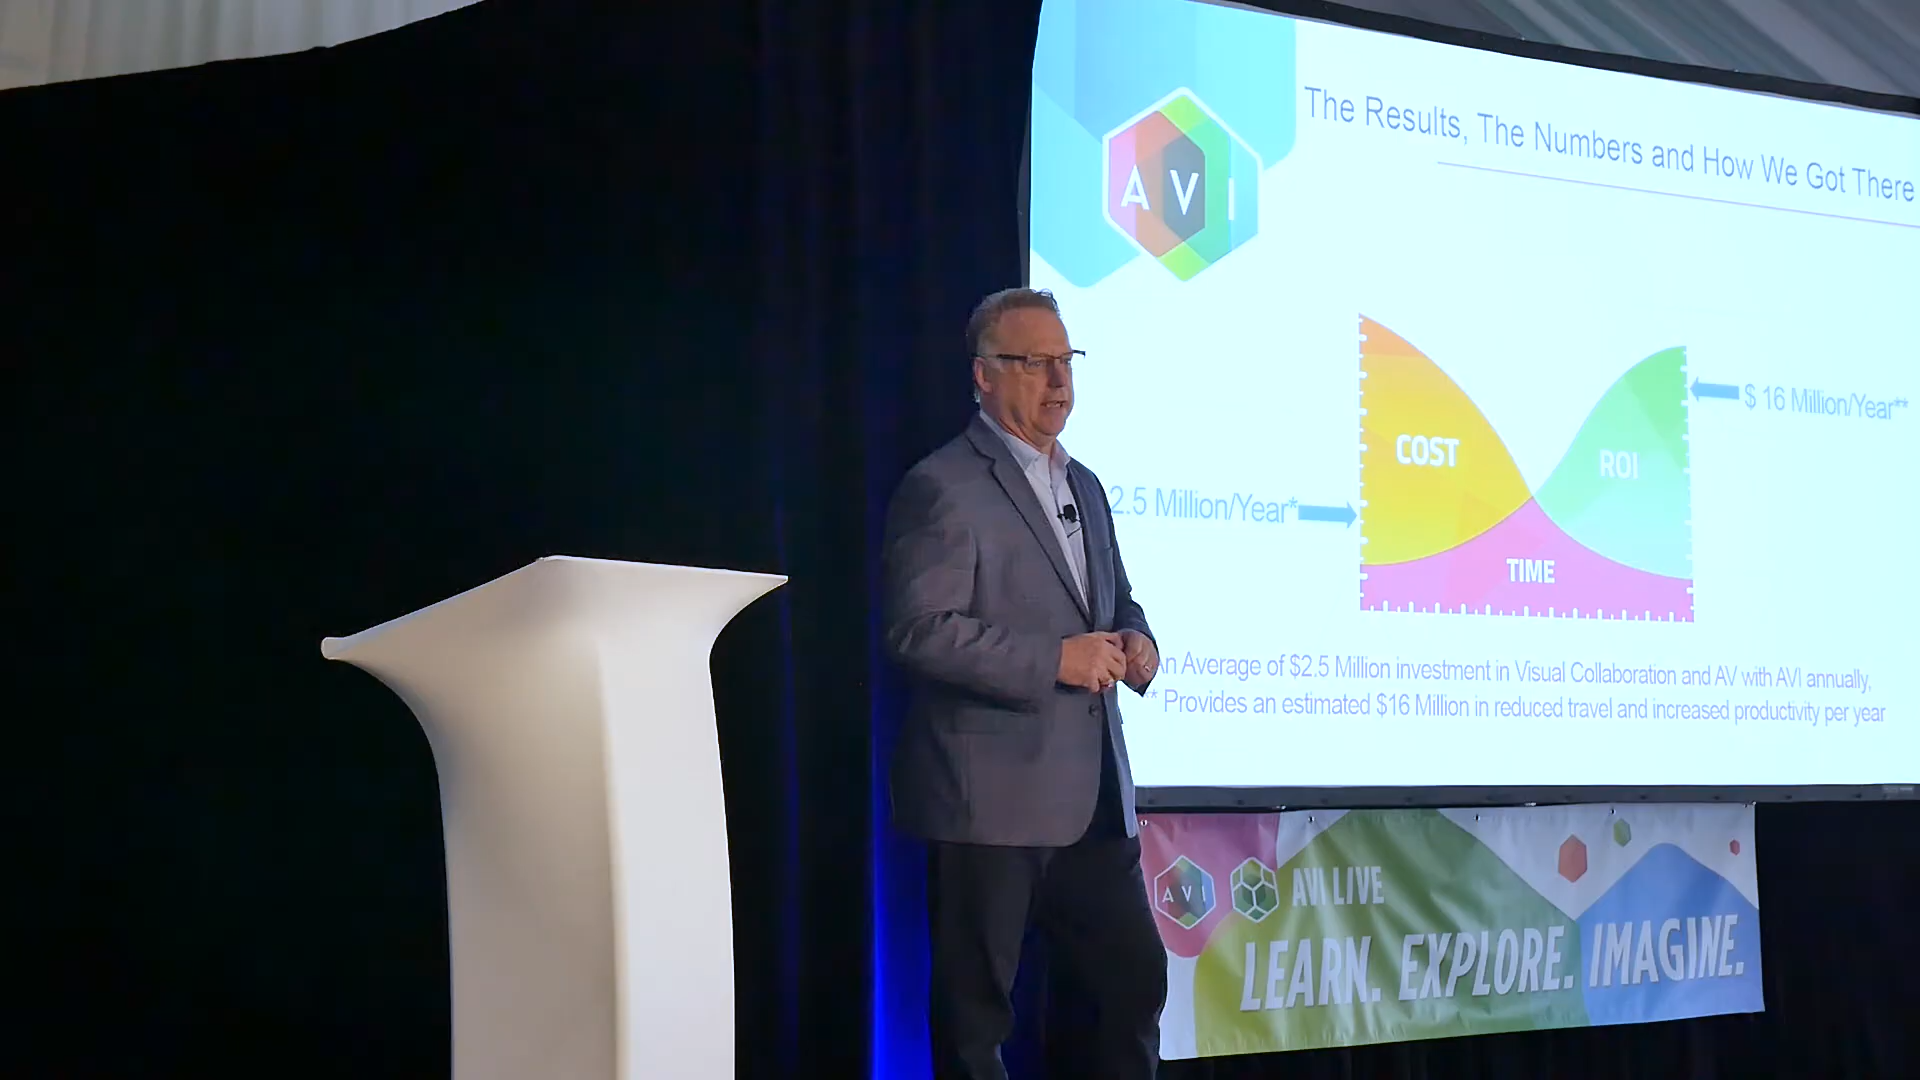 AVI
The Results, The Numbers and How We Got There
COST
ROI
TIME
2.5 Million/Year*
$ 16 Million/Year**
An Average of $2.5 Million investment in Visual Collaboration and AV with AVI annually,
** Provides an estimated $16 Million in reduced travel and increased productivity per year
AVI
AVI LIVE
LEARN. EXPLORE. IMAGINE.